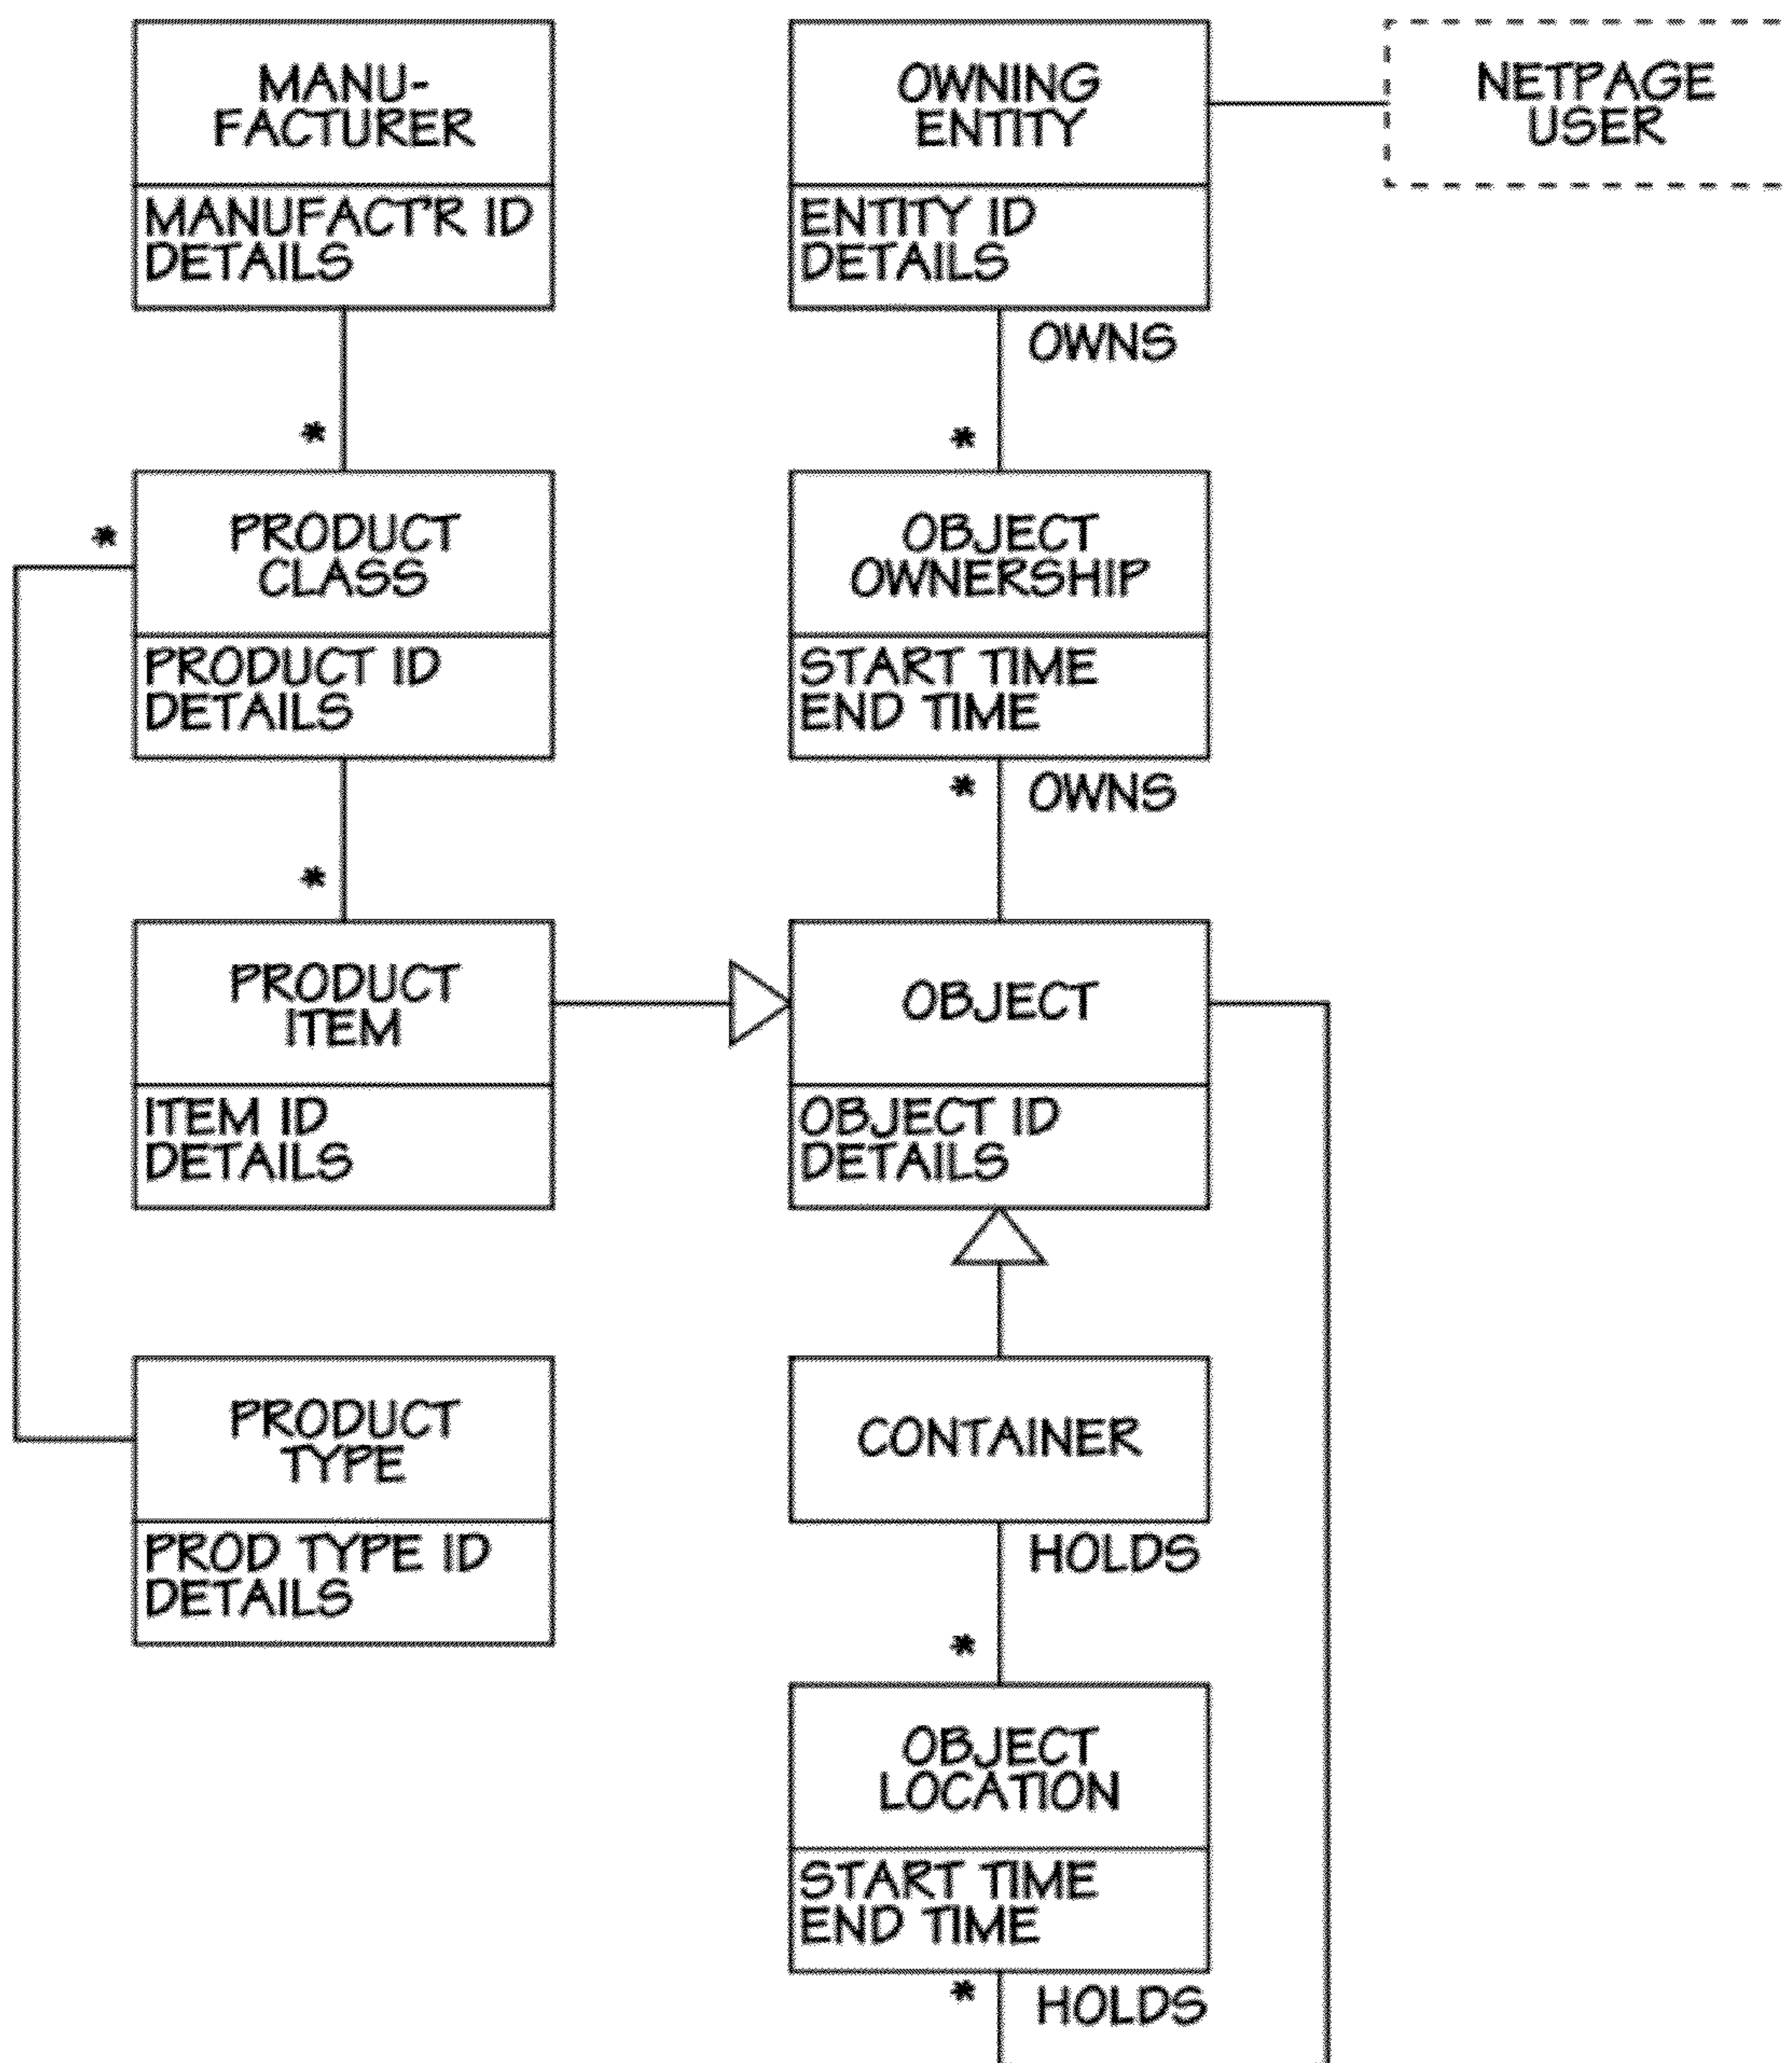 MANU-
FACTURER
MANUFACT'R ID
DETAILS
*
*
PRODUCT
CLASS
PRODUCT ID
DETAILS
*
PRODUCT
ITEM
ITEM ID
DETAILS
PRODUCT
TYPE
PROD TYPE ID
DETAILS
OWNING
ENTITY
ENTITY ID
DETAILS
OWNS
*
OBJECT
OWNERSHIP
START TIME
END TIME
* OWNS
OBJECT
OBJECT ID
DETAILS
CONTAINER
HOLDS
*
OBJECT
LOCATION
START TIME
END TIME
* HOLDS
NETPAGE
USER